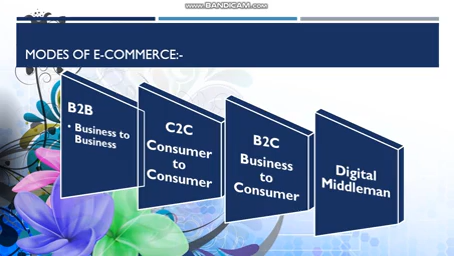 www.BANDICAM.com
MODES OF E-COMMERCE:-
B2B
• Business to
Business
C2C
Consumer
to
Consumer
B2C
Business
to
Consumer
Digital
Middleman